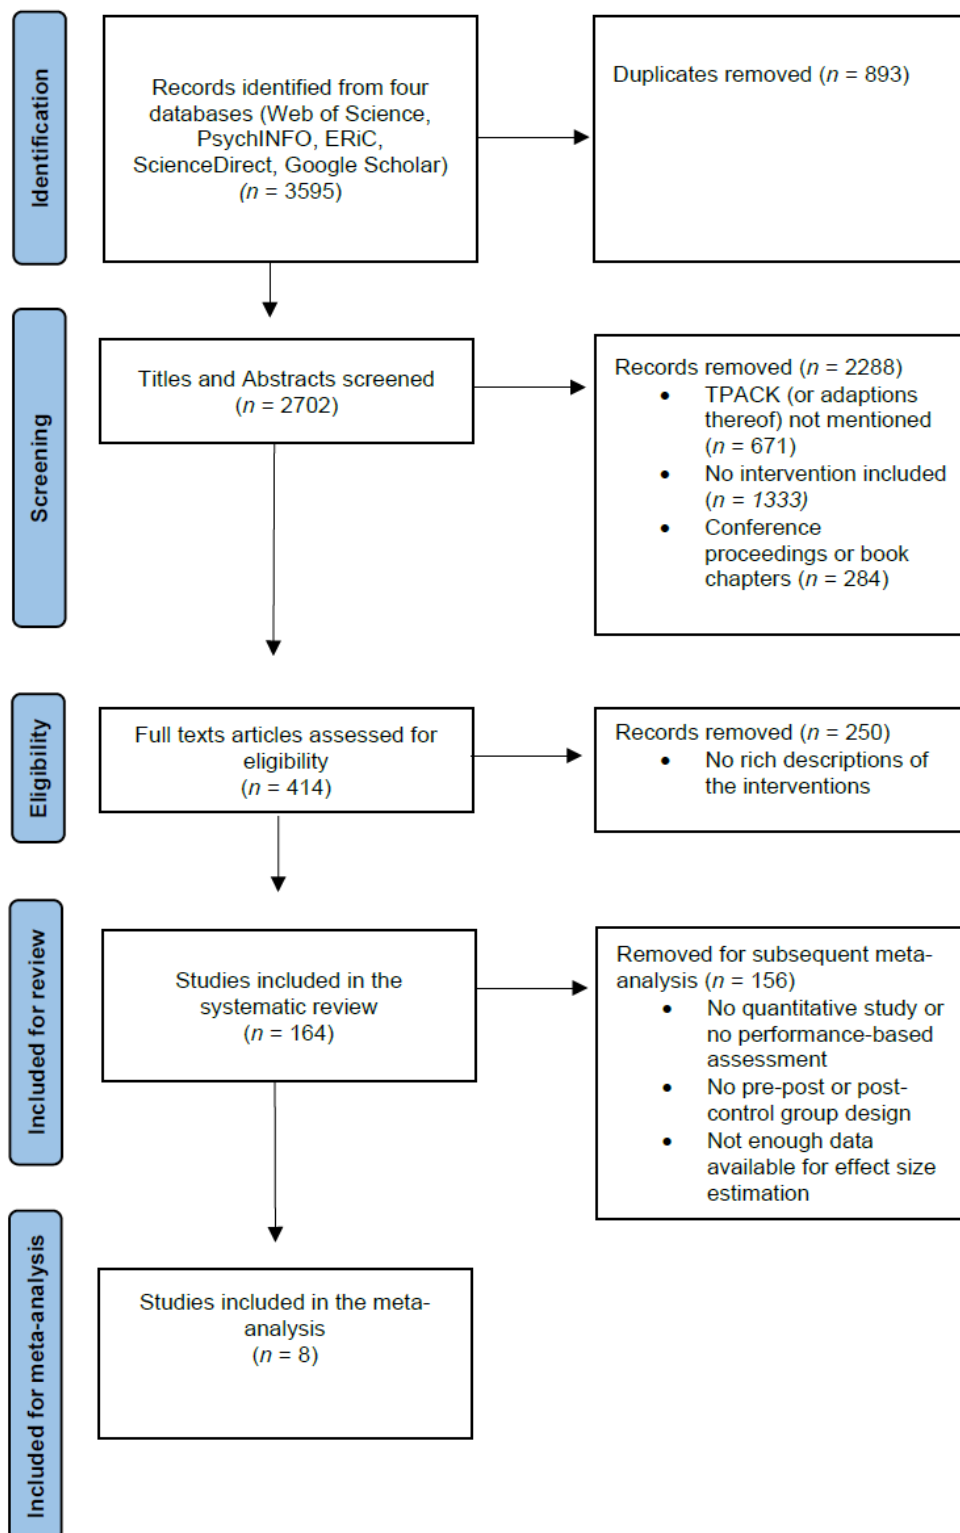 Identification
Records identified from four
databases (Web of Science,
PsychINFO, ERiC,
ScienceDirect, Google Scholar)
(n = 3595)
Duplicates removed (n = 893)
Screening
Titles and Abstracts screened
(n = 2702)
Records removed (n = 2288)
• TPACK (or adaptions
thereof) not mentioned
(n = 671)
• No intervention included
(n = 1333)
• Conference
proceedings or book
chapters (n = 284)
Eligibility
Full texts articles assessed for
eligibility
(n = 414)
Records removed (n = 250)
• No rich descriptions of
the interventions
Included for review
Studies included in the
systematic review
(n = 164)
Removed for subsequent meta-
analysis (n = 156)
• No quantitative study or
no performance-based
assessment
• No pre-post or post-
control group design
• Not enough data
available for effect size
estimation
Included for meta-analysis
Studies included in the meta-
analysis
(n = 8)